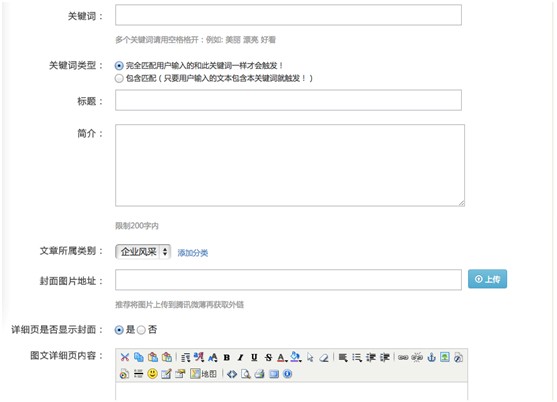 关键词：
多个关键词请用空格格开：例如: 美丽 漂亮 好看
关键词类型： 完全匹配用户输入的和此关键词一样才会触发！
包含匹配（只要用户输入的文本包含本关键词就触发！）
标题：
简介：
限制200字内
文章所属类别： 企业风采 添加分类
封面图片地址： 上传
推荐将图片上传到腾讯微薄再获取外链
详细页是否显示封面： 是 否
图文详细页内容： B I U S A
地图